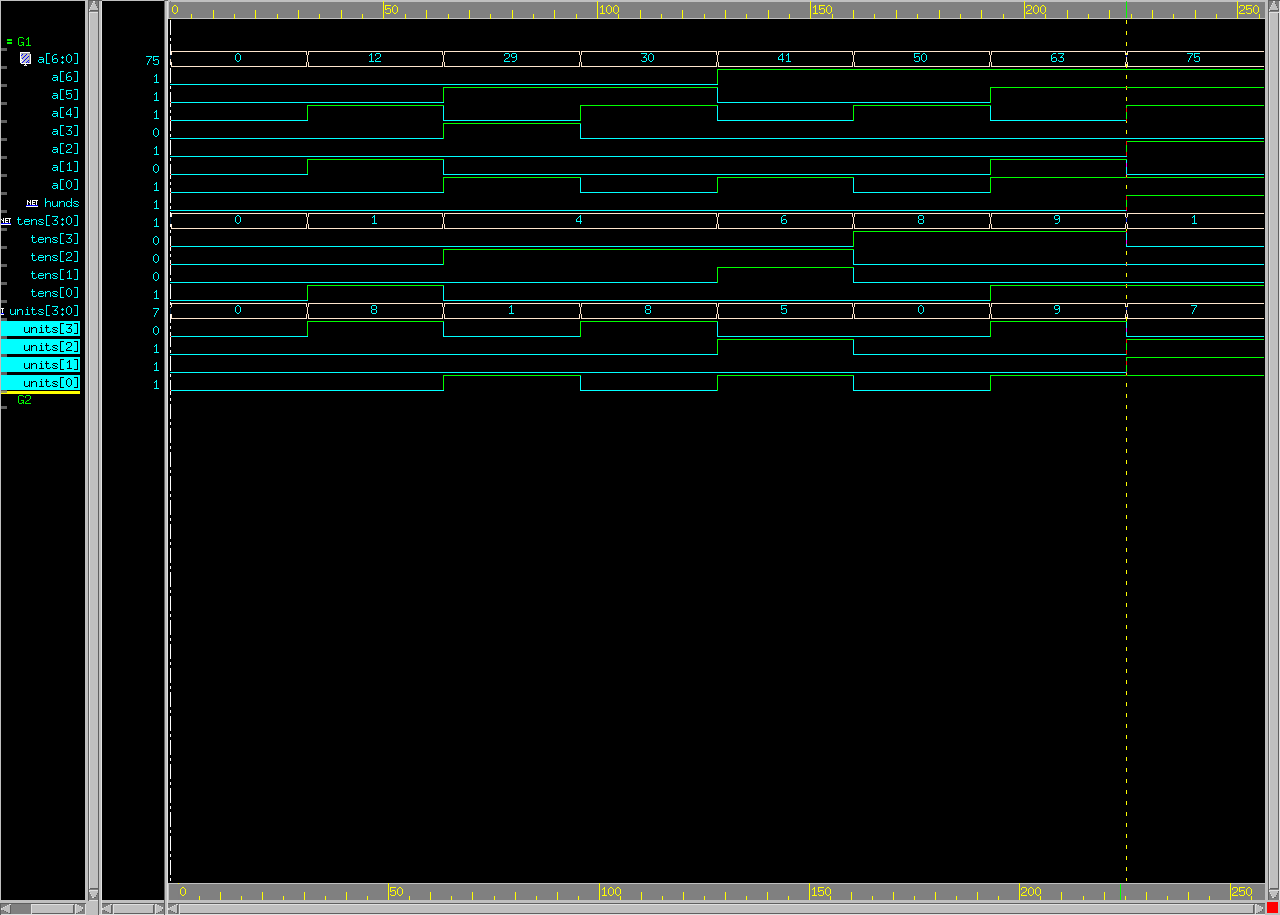 0 50 100 150 200 250
= G1
a[6:0] 75 0 12 29 30 41 50 63 75
a[6] 1
a[5] 1
a[4] 1
a[3] 0
a[2] 1
a[1] 0
a[0] 1
NET hunds 1
NET tens[3:0] 1 0 1 4 6 8 9 1
tens[3] 0
tens[2] 0
tens[1] 0
tens[0] 1
units[3:0] 7 0 8 1 8 5 0 9 7
units[3] 0
units[2] 1
units[1] 1
units[0] 1
G2
0 50 100 150 200 250